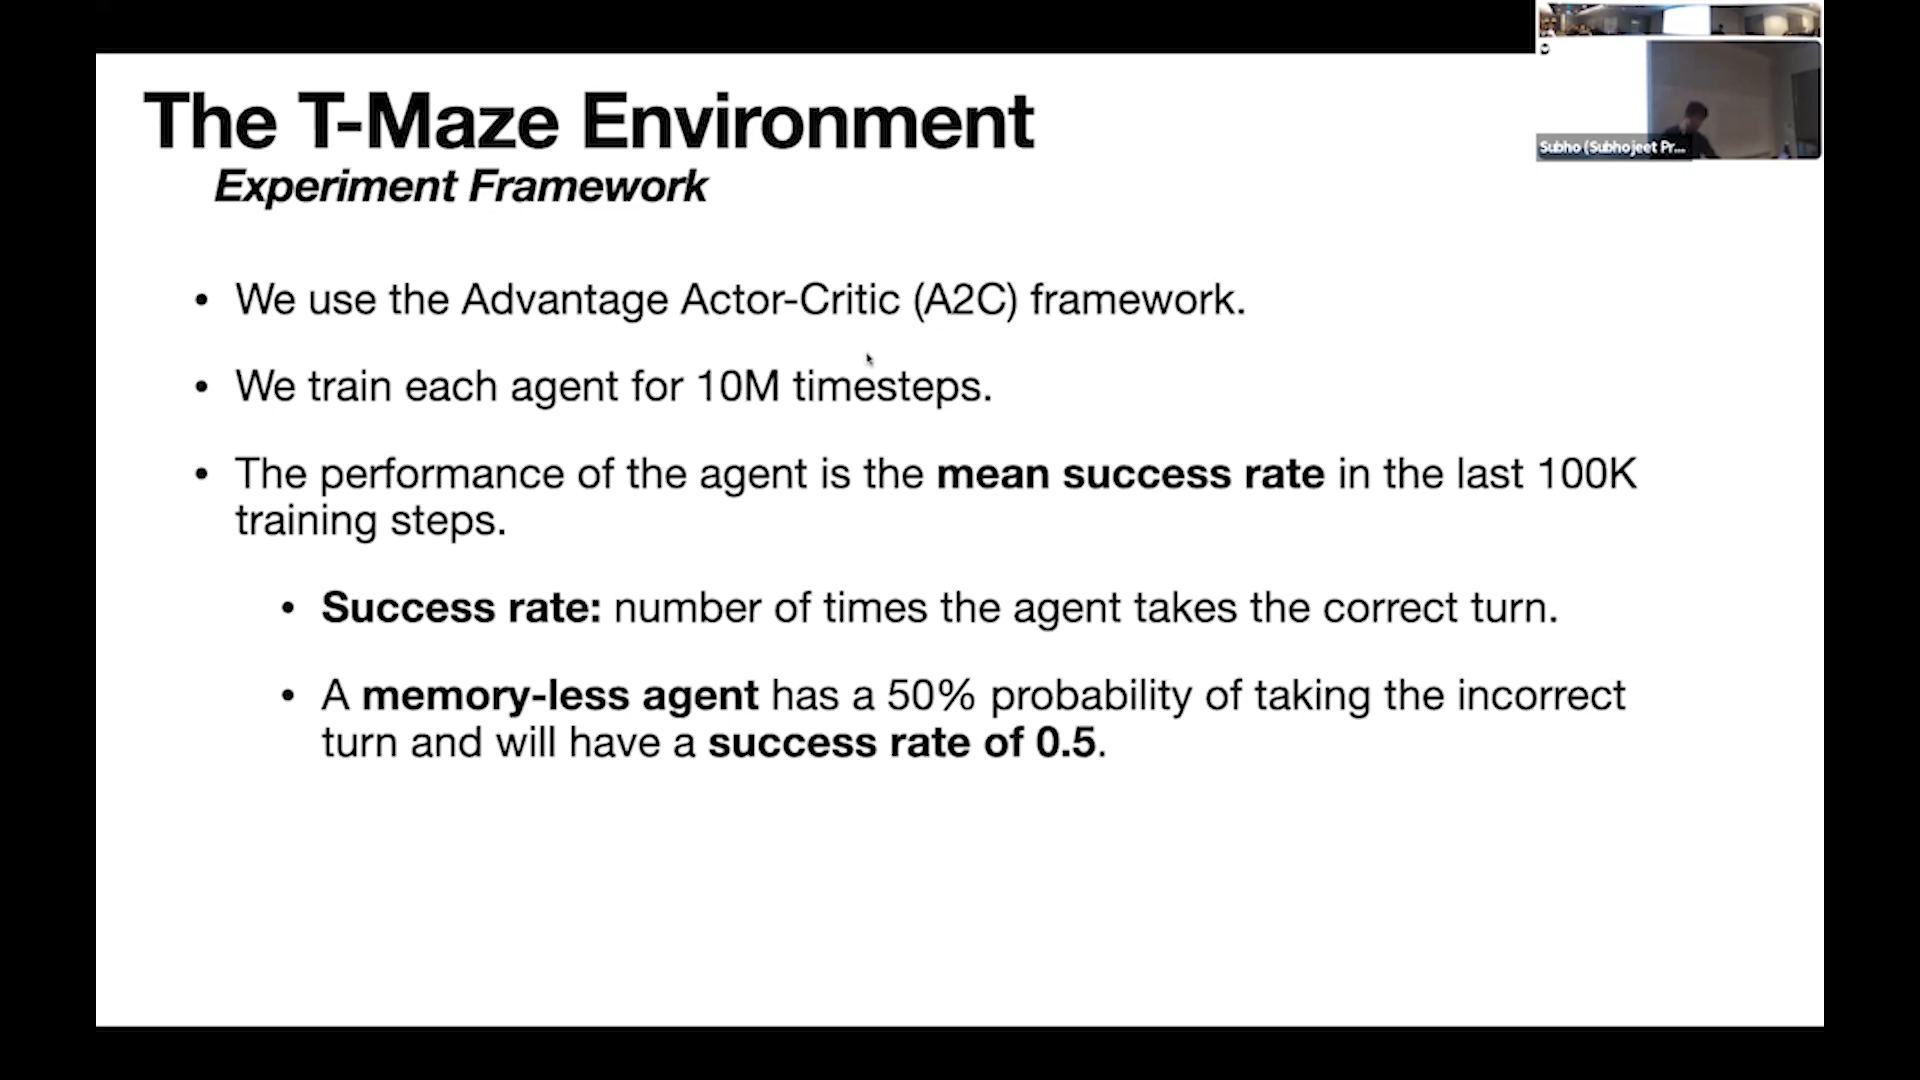 The T-Maze Environment
Experiment Framework
• We use the Advantage Actor-Critic (A2C) framework.
• We train each agent for 10M timesteps.
• The performance of the agent is the mean success rate in the last 100K
training steps.
• Success rate: number of times the agent takes the correct turn.
• A memory-less agent has a 50% probability of taking the incorrect
turn and will have a success rate of 0.5.
Subho (Subhojeet Pr...